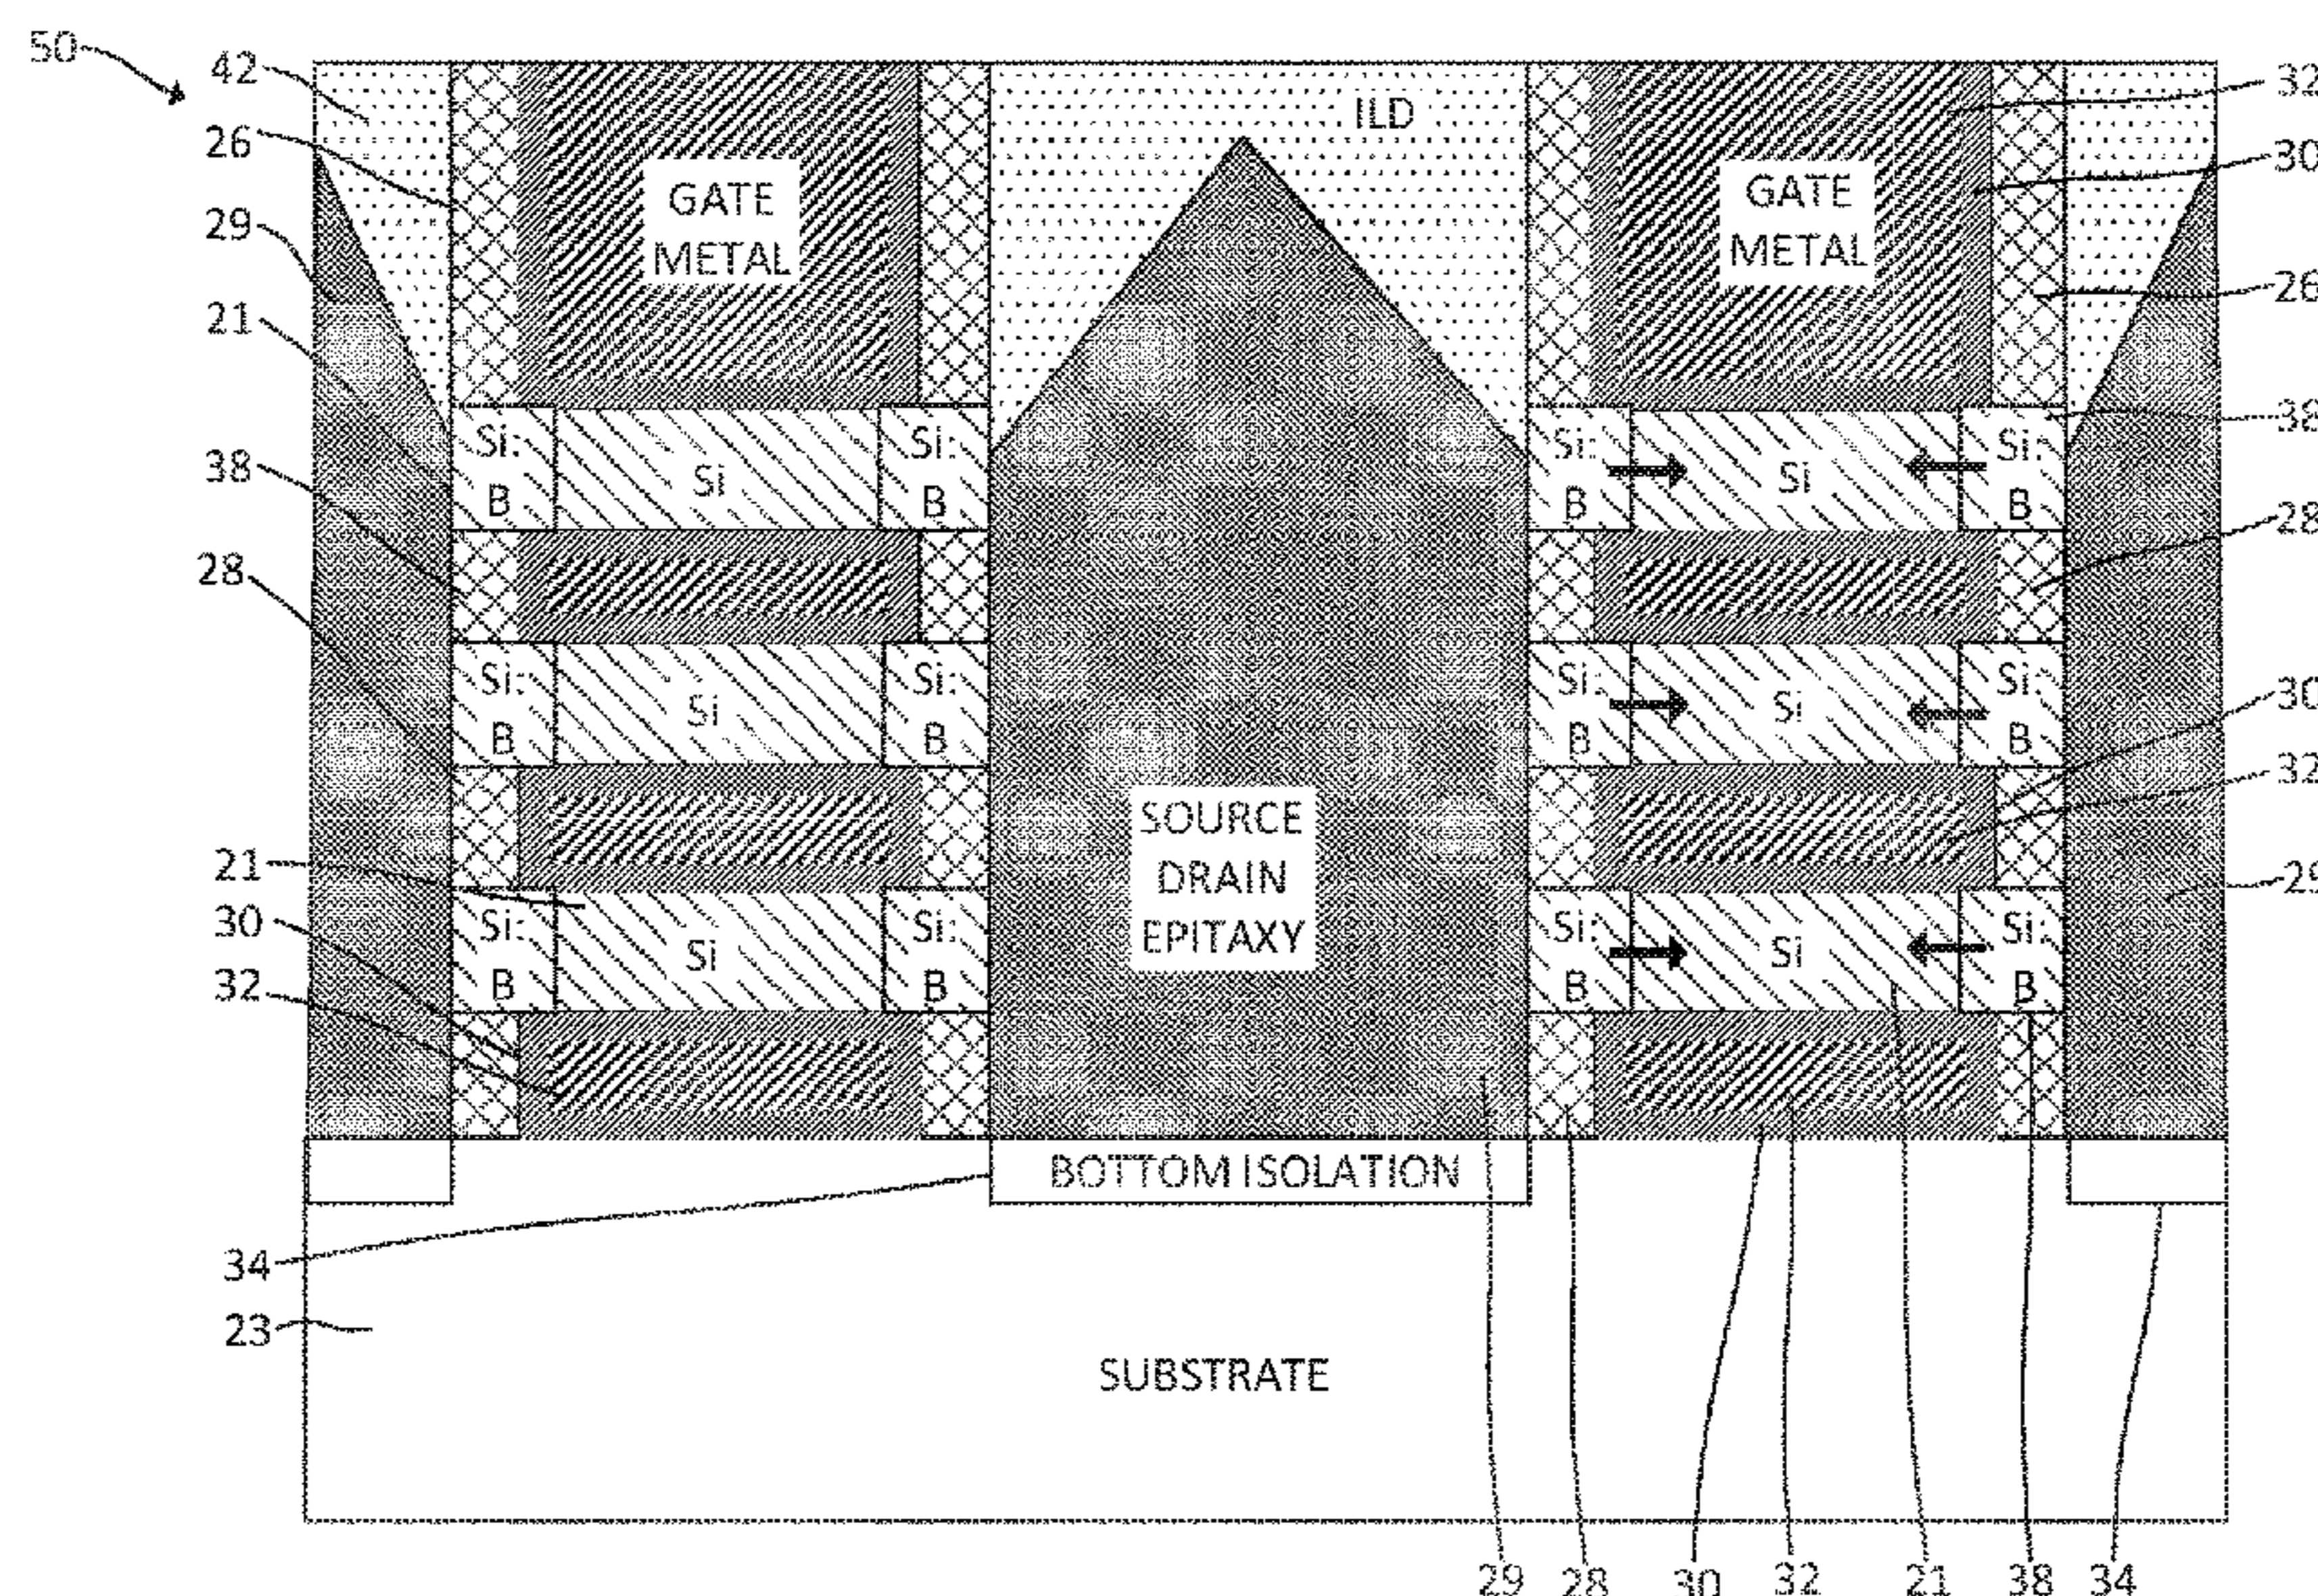 50
42
26
29
21
38
28
21
30
32
34
23
ILD
GATE
METAL
GATE
METAL
32
30
26
38
28
30
32
29
Si:
B
Si
Si:
B
Si:
B
Si
Si:
B
Si:
B
Si
Si:
B
Si:
B
Si
Si:
B
Si:
B
Si
Si:
B
Si:
B
Si
Si:
B
SOURCE
DRAIN
EPITAXY
BOTTOM ISOLATION
SUBSTRATE
29 28 30 32 21 38 34